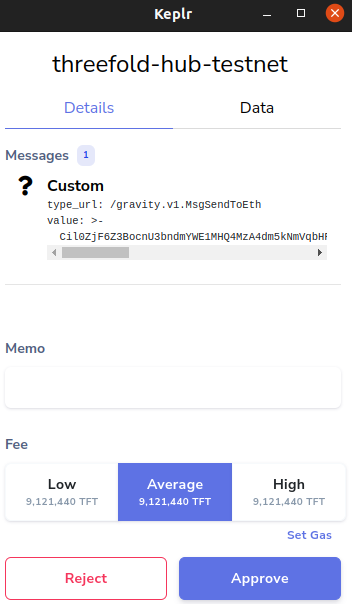 Keplr
threefold-hub-testnet
Details Data
Messages 1
? Custom
type_url: /gravity.v1.MsgSendToEth
value: >-
Memo
Fee
Low Average High
9,121,440 TFT 9,121,440 TFT 9,121,440 TFT
Set Gas
Reject Approve